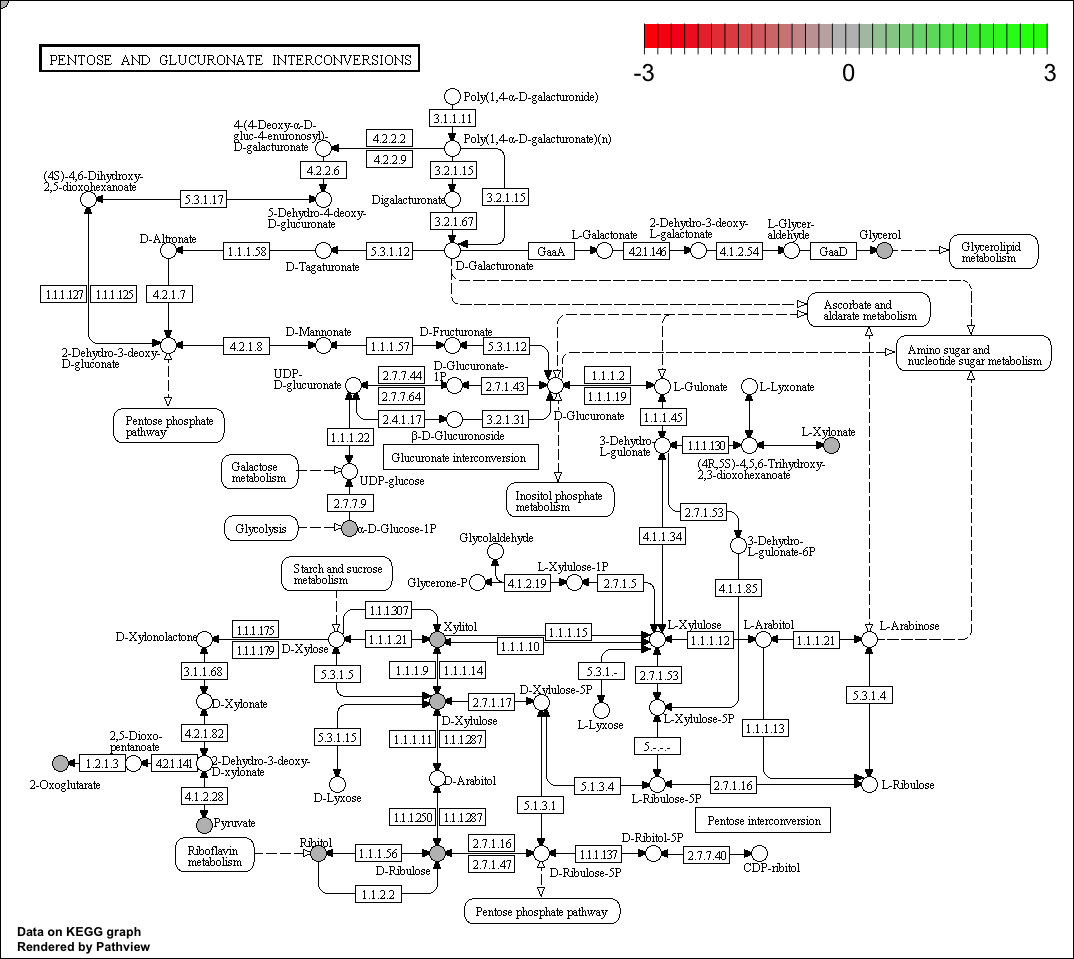 PENTOSE AND GLUCURONATE INTERCONVERSIONS
-3
0
3
Poly(1,4-α-D-galacturonide)
3.1.1.11
4-(4-Deoxy-α-D-
gluc-4-enuronosyl)-
D-galacturonate
4.2.2.2
4.2.2.9
Poly(1,4-α-D-galacturonate)(n)
4.2.2.6
3.2.1.15
3.2.1.15
(4S)-4,6-Dihydroxy-
2,5-dioxohexanoate
5.3.1.17
5-Dehydro-4-deoxy-
D-glucuronate
Digalacturonate
3.2.1.67
D-Altronate
1.1.1.58
D-Tagaturonate
5.3.1.12
D-Galacturonate
GaaA
L-Galactonate
4.2.1.146
2-Dehydro-3-deoxy-
L-galactonate
4.1.2.54
L-Glycer-
aldehyde
GaaD
Glycerol
Glycerolipid
metabolism
1.1.1.127
1.1.1.125
4.2.1.7
Ascorbate and
aldarate metabolism
2-Dehydro-3-deoxy-
D-gluconate
4.2.1.8
D-Mannonate
1.1.1.57
D-Fructuronate
5.3.1.12
Amino sugar and
nucleotide sugar metabolism
UDP-
D-glucuronate
2.7.7.44
2.7.7.64
D-Glucuronate-
1P
2.7.1.43
1.1.1.2
1.1.1.19
L-Gulonate
L-Lyxonate
Pentose phosphate
pathway
2.4.1.17
3.2.1.31
D-Glucuronate
β-D-Glucuronoside
1.1.1.45
1.1.1.22
3-Dehydro-
L-gulonate
1.1.1.130
L-Xylonate
(4R,5S)-4,5,6-Trihydroxy-
2,3-dioxohexanoate
Glucuronate interconversion
Galactose
metabolism
UDP-glucose
Inositol phosphate
metabolism
2.7.7.9
2.7.1.53
Glycolysis
α-D-Glucose-1P
4.1.1.34
3-Dehydro-
L-gulonate-6P
Glycolaldehyde
Starch and sucrose
metabolism
Glycerone-P
4.1.2.19
L-Xylulose-1P
2.7.1.5
4.1.1.85
1.1.1307
D-Xylonolactone
1.1.1.175
1.1.1.179
D-Xylose
1.1.1.21
Xylitol
1.1.1.15
1.1.1.10
L-Xylulose
1.1.1.12
L-Arabitol
1.1.1.21
L-Arabinose
3.1.1.68
5.3.1.5
1.1.1.9
1.1.1.14
5.3.1.-
2.7.1.53
5.3.1.4
D-Xylonate
2.7.1.17
D-Xylulose-5P
D-Xylulose
L-Lyxose
L-Xylulose-5P
4.2.1.82
2,5-Dioxo-
pentanoate
5.3.1.15
1.1.1.11
1.1.1287
1.1.1.13
5.-.-.-
2-Oxoglutarate
1.2.1.3
4.2.1.141
2-Dehydro-3-deoxy-
D-xylonate
D-Lyxose
D-Arabitol
5.1.3.4
L-Ribulose-5P
2.7.1.16
L-Ribulose
4.1.2.28
5.1.3.1
Pyruvate
1.1.1250
1.1.1287
Pentose interconversion
Riboflavin
metabolism
Ribitol
1.1.1.56
D-Ribulose
2.7.1.16
2.7.1.47
D-Ribulose-5P
1.1.1.137
D-Ribitol-5P
2.7.7.40
CDP-ribitol
1.1.2.2
Pentose phosphate pathway
Data on KEGG graph
Rendered by Pathview